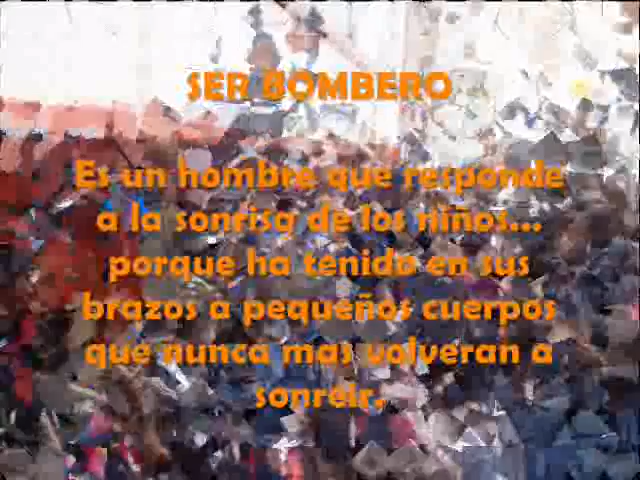 SER BOMBERO
Es un hombre que responde
a la sonrisa de los niños...
porque ha tenido en sus
brazos a pequeños cuerpos
que nunca mas volveran a
sonreir.